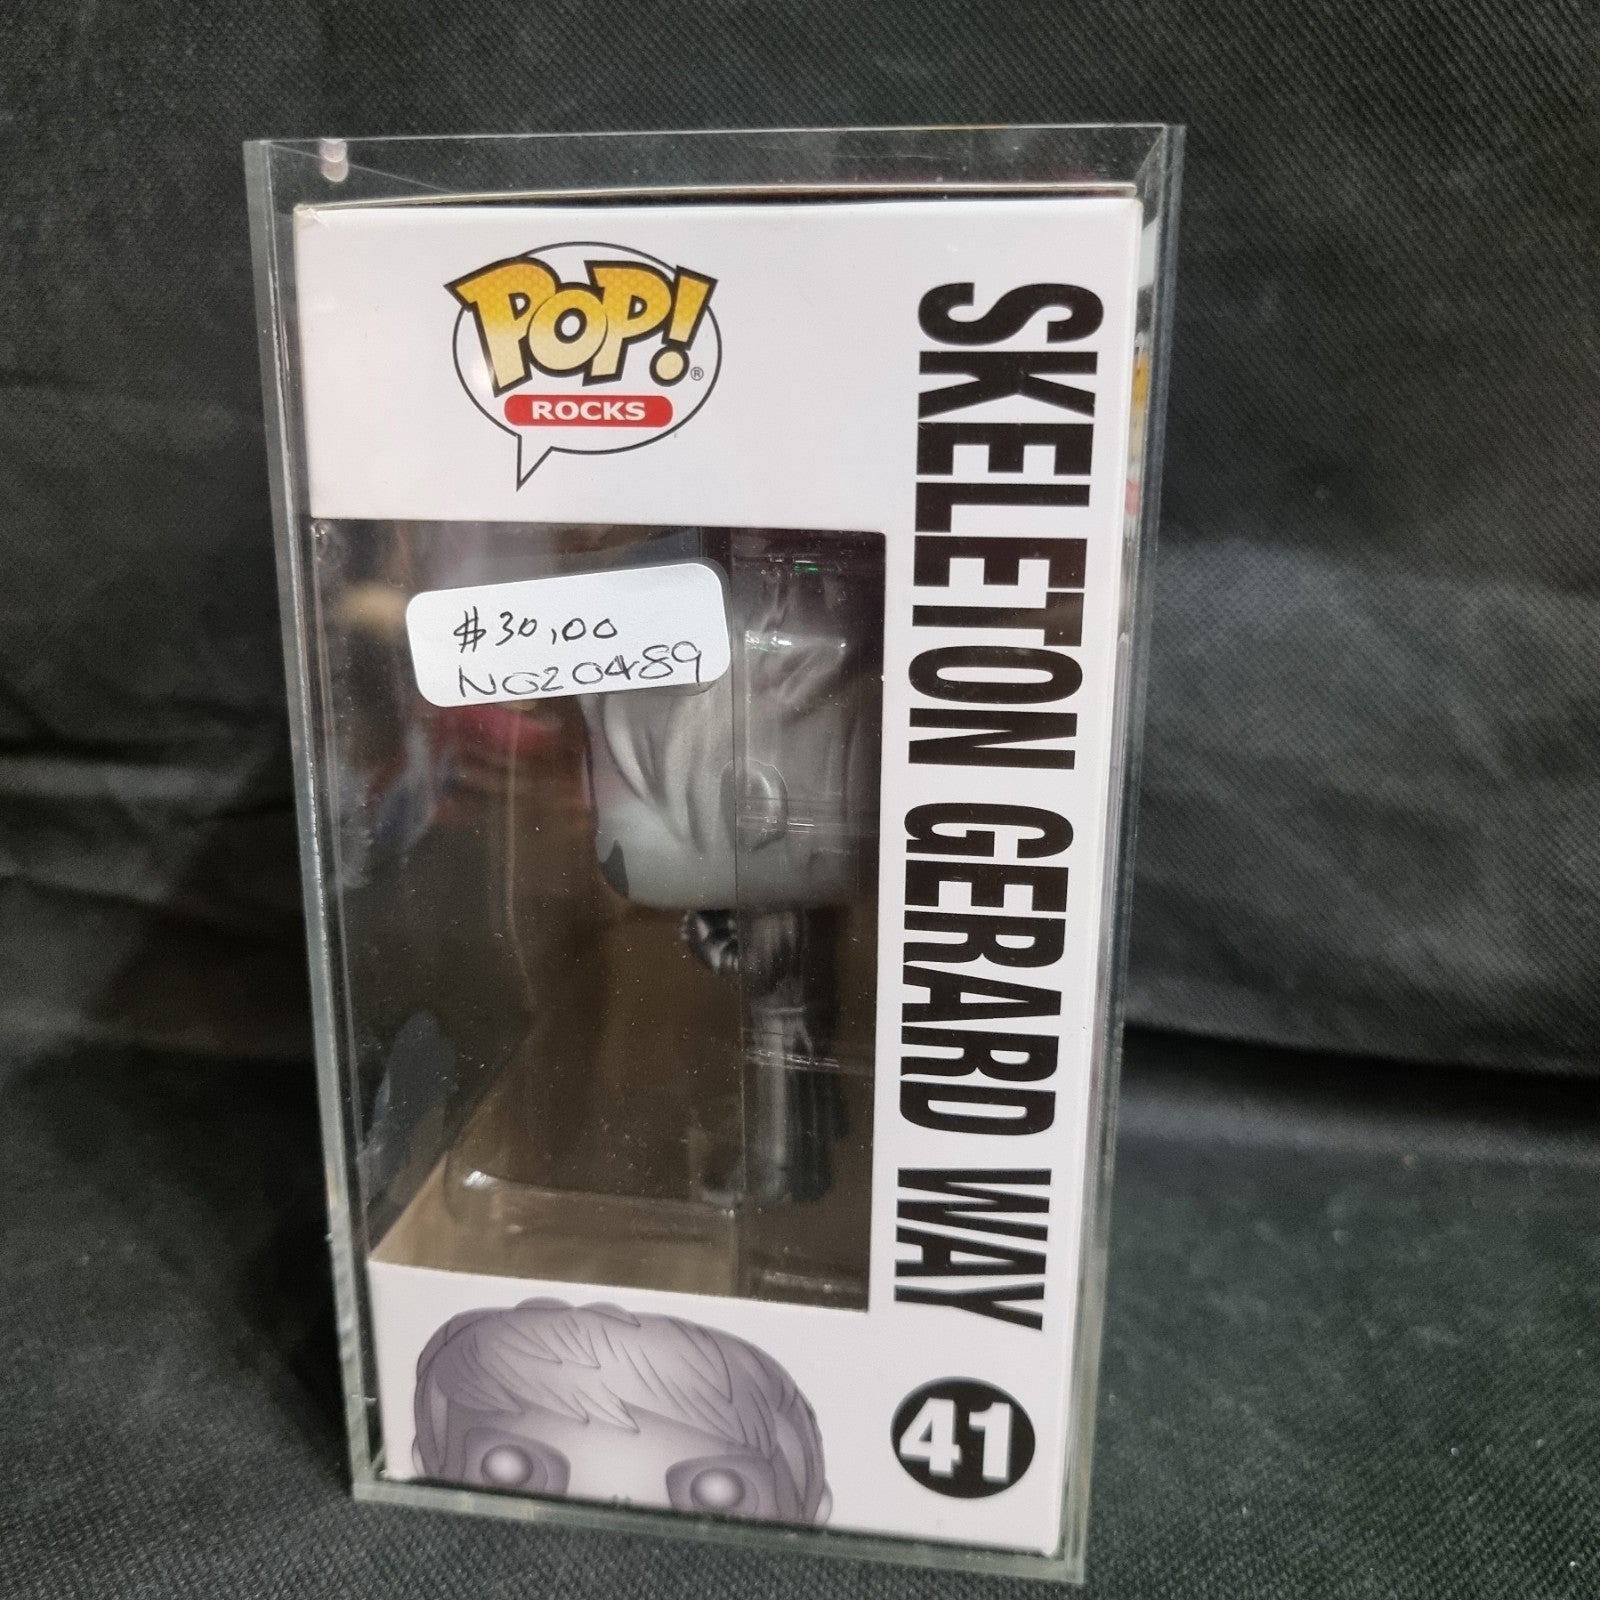 POP!®
ROCKS
$30,00
NG20489
SKELETON GERARD WAY
41